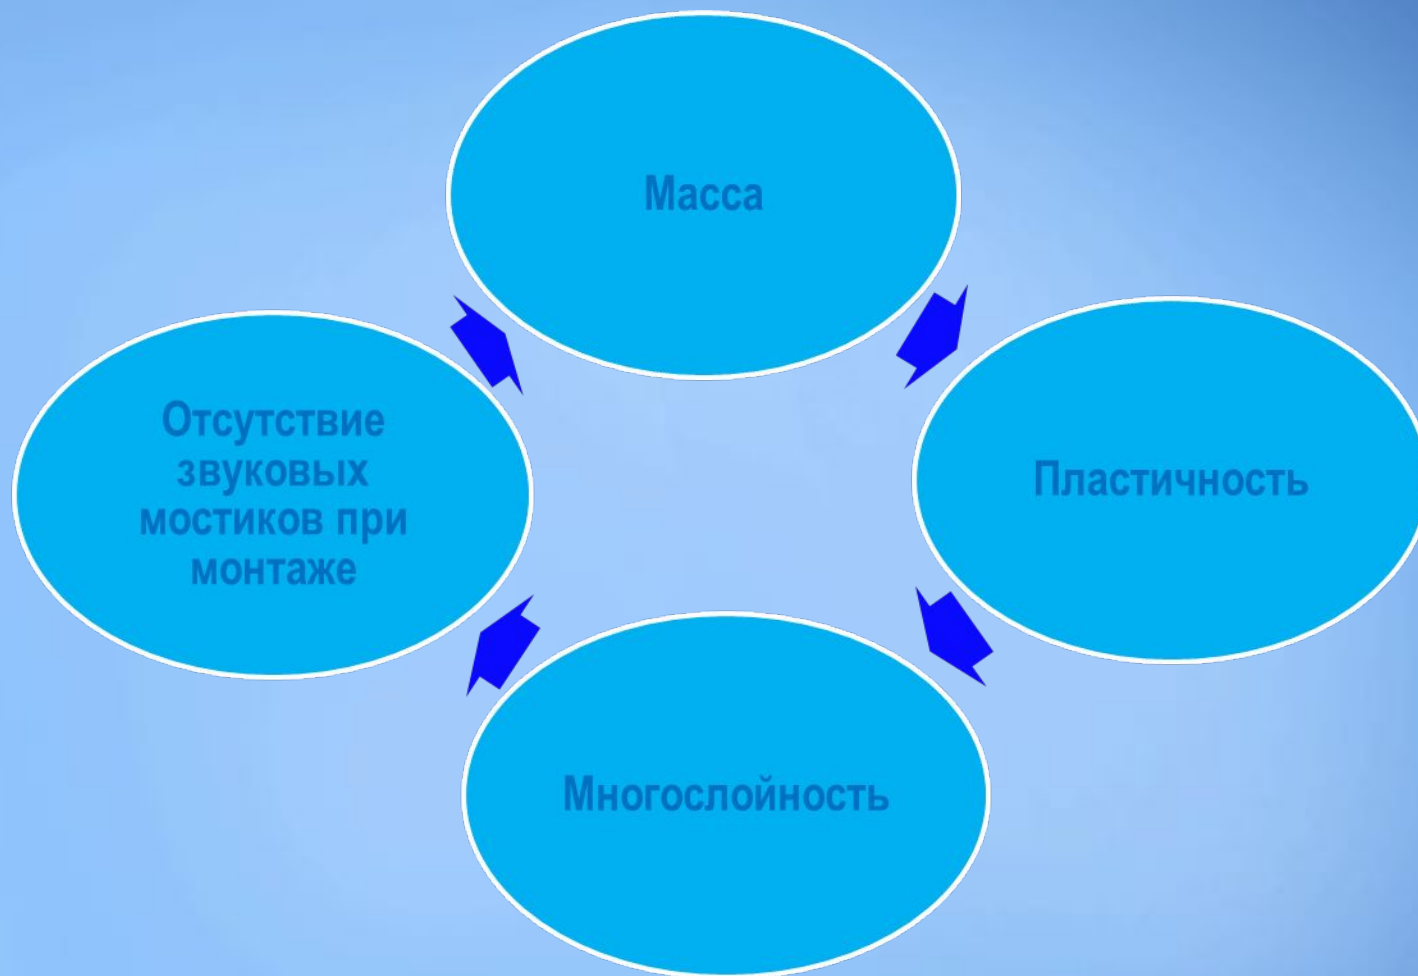 Масса
Отсутствие
звуковых
мостиков при
монтаже
Пластичность
Многослойность